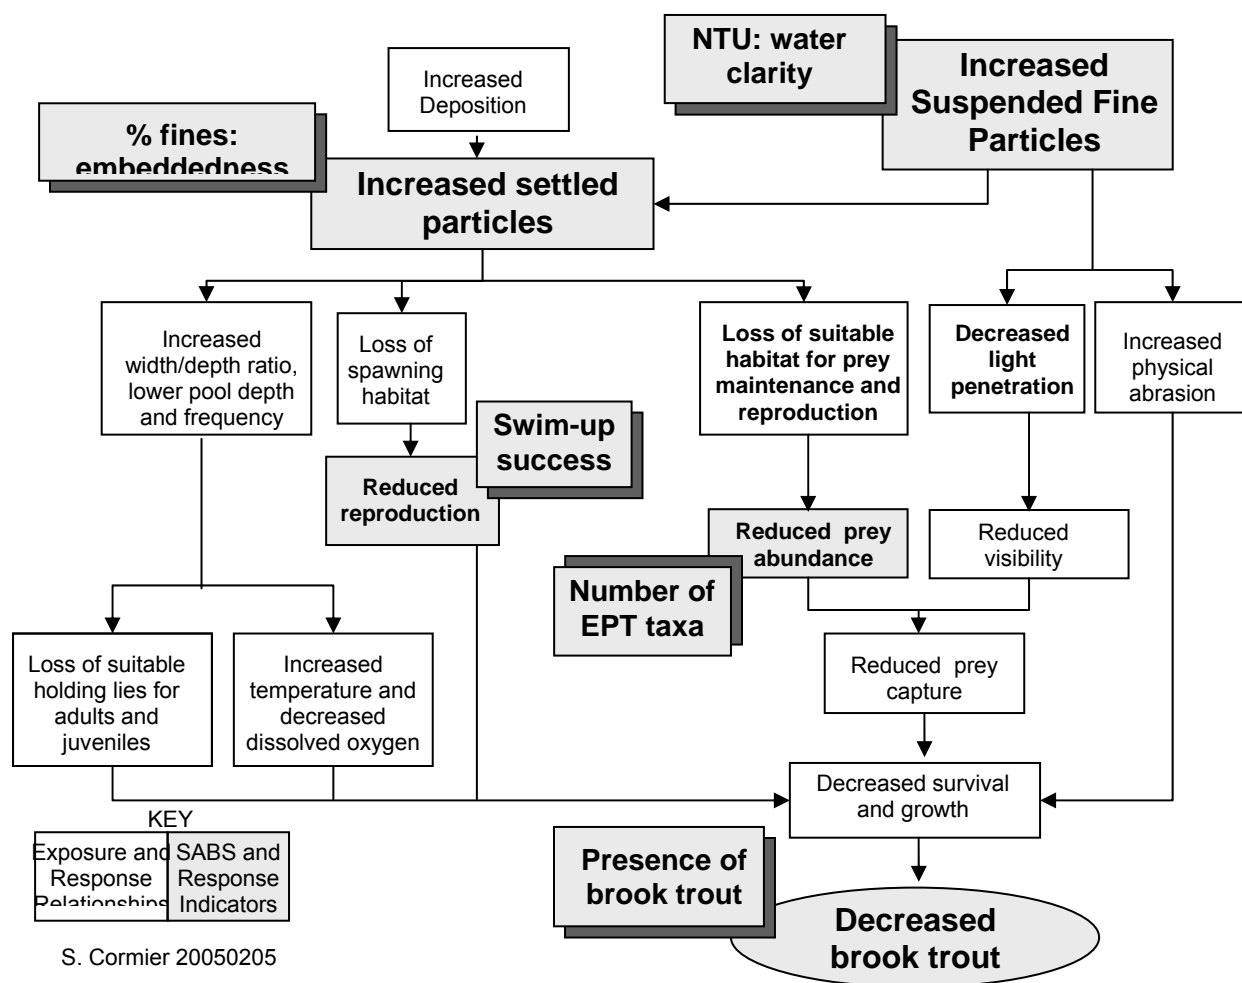 NTU: water
clarity
Increased
Suspended Fine
Particles
Increased
Deposition
% fines:
embeddedness
Increased settled
particles
Increased
width/depth ratio,
lower pool depth
and frequency
Loss of
spawning
habitat
Loss of suitable
habitat for prey
maintenance and
reproduction
Decreased
light
penetration
Increased
physical
abrasion
Swim-up
success
Reduced
reproduction
Reduced prey
abundance
Reduced
visibility
Number of
EPT taxa
Loss of suitable
holding lies for
adults and
juveniles
Increased
temperature and
decreased
dissolved oxygen
Reduced prey
capture
Decreased survival
and growth
KEY
Exposure and
Response
Relationships
SABS and
Response
Indicators
Presence of
brook trout
Decreased
brook trout
S. Cormier 20050205